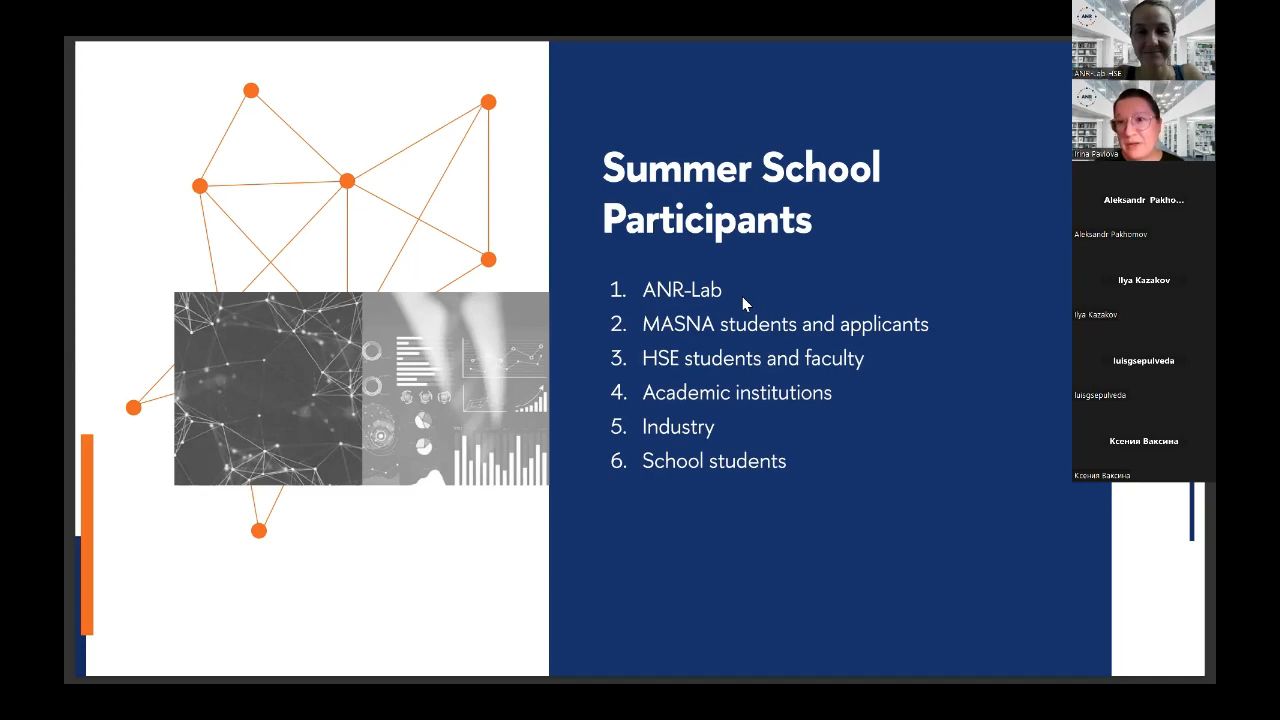 Summer School
Participants
1. ANR-Lab
2. MASNA students and applicants
3. HSE students and faculty
4. Academic institutions
5. Industry
6. School students
ANR
ANR-Lab HSE
ANR
Irina Pavlova
Aleksandr Pakho...
Aleksandr Pakhomov
Ilya Kazakov
Ilya Kazakov
luisgsepulveda
luisgsepulveda
Ксения Ваксина
Ксения Ваксина